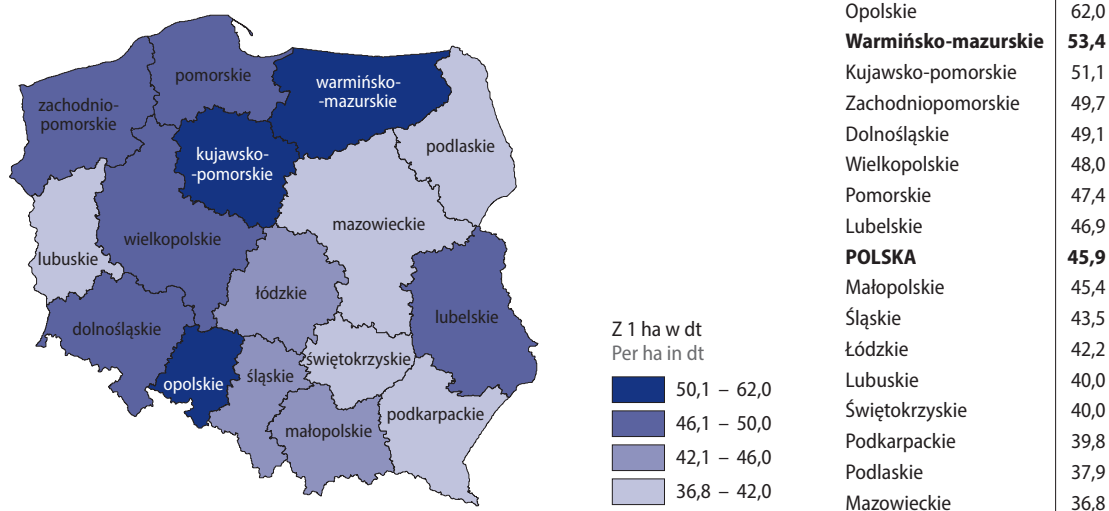 pomorskie
warmińsko-
-mazurskie
zachodnio-
pomorskie
podlaskie
kujawsko-
-pomorskie
mazowieckie
wielkopolskie
lubuskie
łódzkie
lubelskie
dolnośląskie
świętokrzyskie
śląskie
opolskie
podkarpackie
małopolskie
Z 1 ha w dt
Per ha in dt
50,1 – 62,0
46,1 – 50,0
42,1 – 46,0
36,8 – 42,0
Opolskie 62,0
Warmińsko-mazurskie 53,4
Kujawsko-pomorskie 51,1
Zachodniopomorskie 49,7
Dolnośląskie 49,1
Wielkopolskie 48,0
Pomorskie 47,4
Lubelskie 46,9
POLSKA 45,9
Małopolskie 45,4
Śląskie 43,5
Łódzkie 42,2
Lubuskie 40,0
Świętokrzyskie 40,0
Podkarpackie 39,8
Podlaskie 37,9
Mazowieckie 36,8